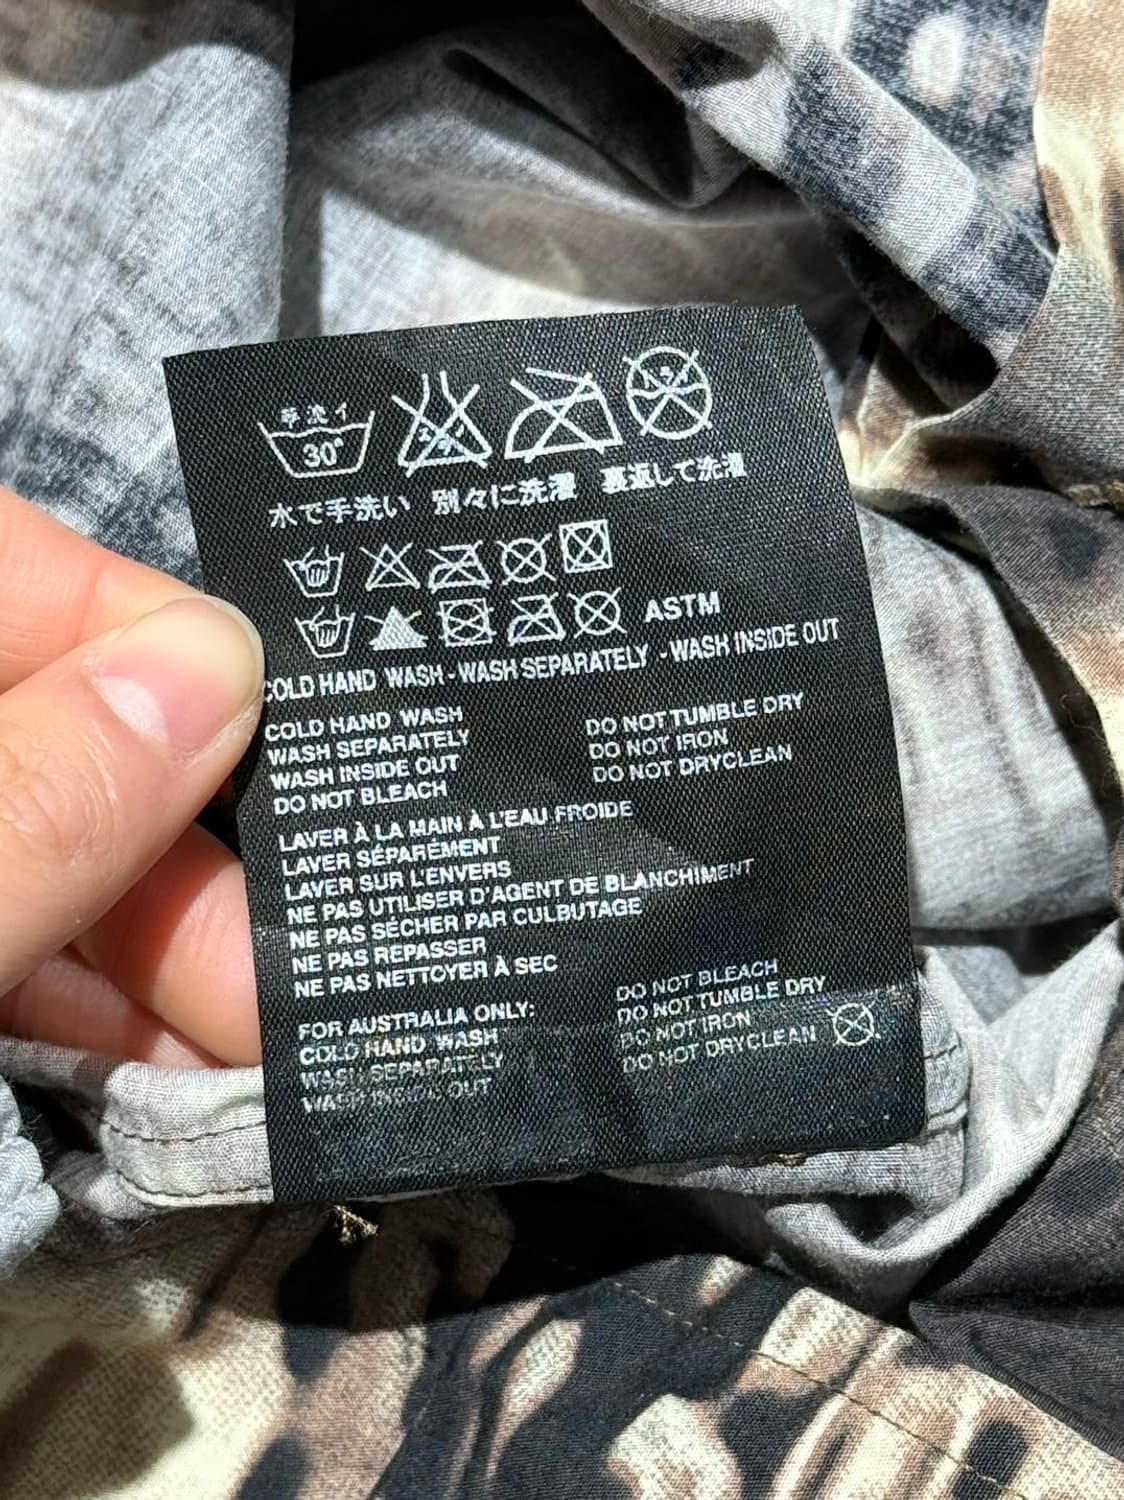 手洗イ
30°
水で手洗い 別々に洗濯 裏返して洗濯
ASTM
COLD HAND WASH - WASH SEPARATELY - WASH INSIDE OUT
COLD HAND WASH
WASH SEPARATELY
WASH INSIDE OUT
DO NOT BLEACH
DO NOT TUMBLE DRY
DO NOT IRON
DO NOT DRYCLEAN
LAVER À LA MAIN À L'EAU FROIDE
LAVER SÉPARÉMENT
LAVER SUR L'ENVERS
NE PAS UTILISER D'AGENT DE BLANCHIMENT
NE PAS SÉCHER PAR CULBUTAGE
NE PAS REPASSER
NE PAS NETTOYER À SEC
FOR AUSTRALIA ONLY:
COLD HAND WASH
WASH SEPARATELY
WASH INSIDE OUT
DO NOT BLEACH
DO NOT TUMBLE DRY
DO NOT IRON
DO NOT DRYCLEAN